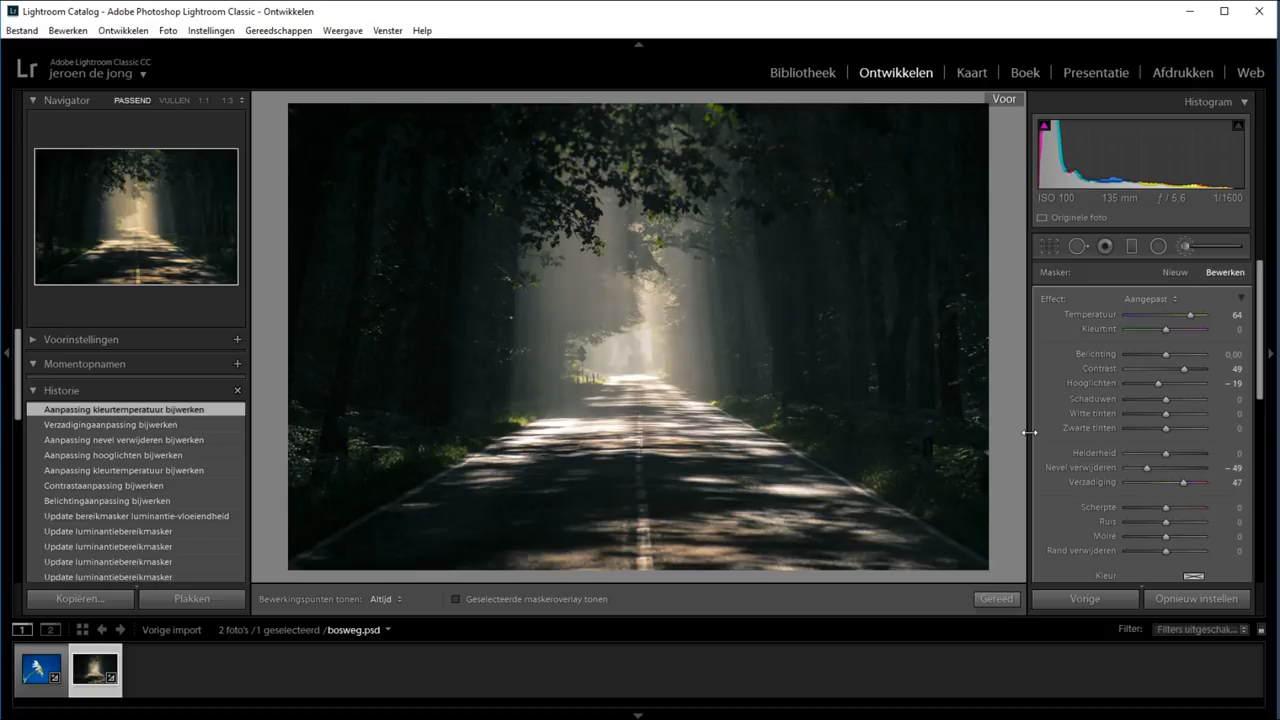 Lightroom Catalog - Adobe Photoshop Lightroom Classic - Ontwikkelen
Bestand Bewerken Ontwikkelen Foto Instellingen Gereedschappen Weergave Venster Help
Lr Adobe Lightroom Classic CC
jeroen de jong
Bibliotheek Ontwikkelen Kaart Boek Presentatie Afdrukken Web
Navigator PASSEND VULLEN 1:1 1:3
Voorinstellingen
Momentopnamen
Historie
Aanpassing kleurtemperatuur bijwerken
Verzadigingaanpassing bijwerken
Aanpassing nevel verwijderen bijwerken
Aanpassing hooglichten bijwerken
Aanpassing kleurtemperatuur bijwerken
Contrastaanpassing bijwerken
Belichtingaanpassing bijwerken
Update bereikmasker luminantie-vloeiendheid
Update luminantiebereikmasker
Update luminantiebereikmasker
Update luminantiebereikmasker
Update luminantiebereikmasker
Kopiëren... Plakken
Voor
Bewerkingspunten tonen: Altijd Geselecteerde maskeroverlay tonen Gereed
Histogram
ISO 100 135 mm ƒ / 5,6 1/1600
Originele foto
Masker: Nieuw Bewerken
Effect: Aangepast
Temperatuur 64
Kleurtint 0
Belichting 0,00
Contrast 49
Hooglichten – 19
Schaduwen 0
Witte tinten 0
Zwarte tinten 0
Helderheid 0
Nevel verwijderen – 49
Verzadiging 47
Scherpte 0
Ruis 0
Moiré 0
Rand verwijderen 0
Kleur
Vorige Opnieuw instellen
1 2 Vorige import 2 foto's /1 geselecteerd /bosweg.psd Filter: Filters uitgeschak...